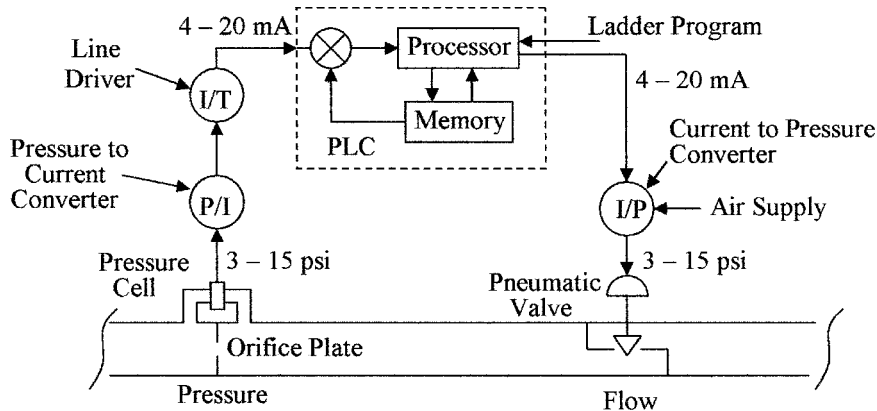 4 – 20 mA
Line
Driver
I/T
Processor
Ladder Program
Memory
PLC
4 – 20 mA
Pressure to
Current
Converter
P/I
Current to Pressure
Converter
I/P
Air Supply
Pressure
Cell
3 – 15 psi
3 – 15 psi
Pneumatic
Valve
Orifice Plate
Pressure
Flow